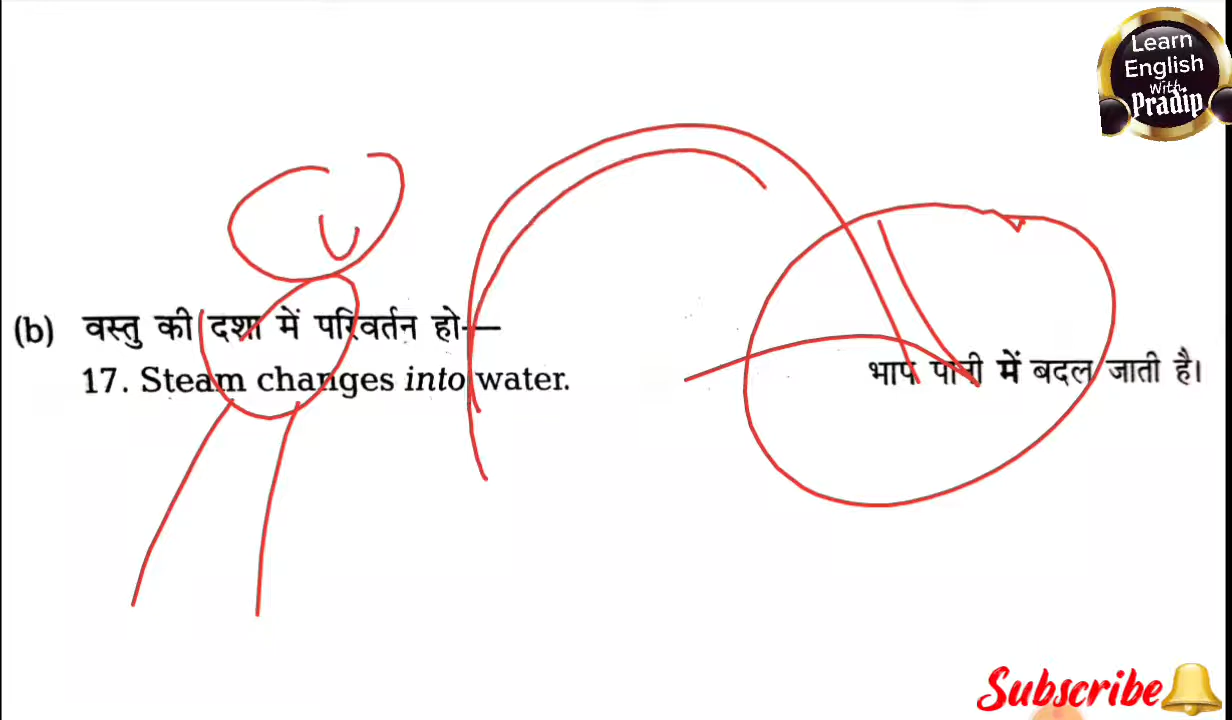 Learn
English
With
Pradip
(b) वस्तु की दशा में परिवर्तन हो—
17. Steam changes into water. भाप पानी में बदल जाती है।
Subscribe